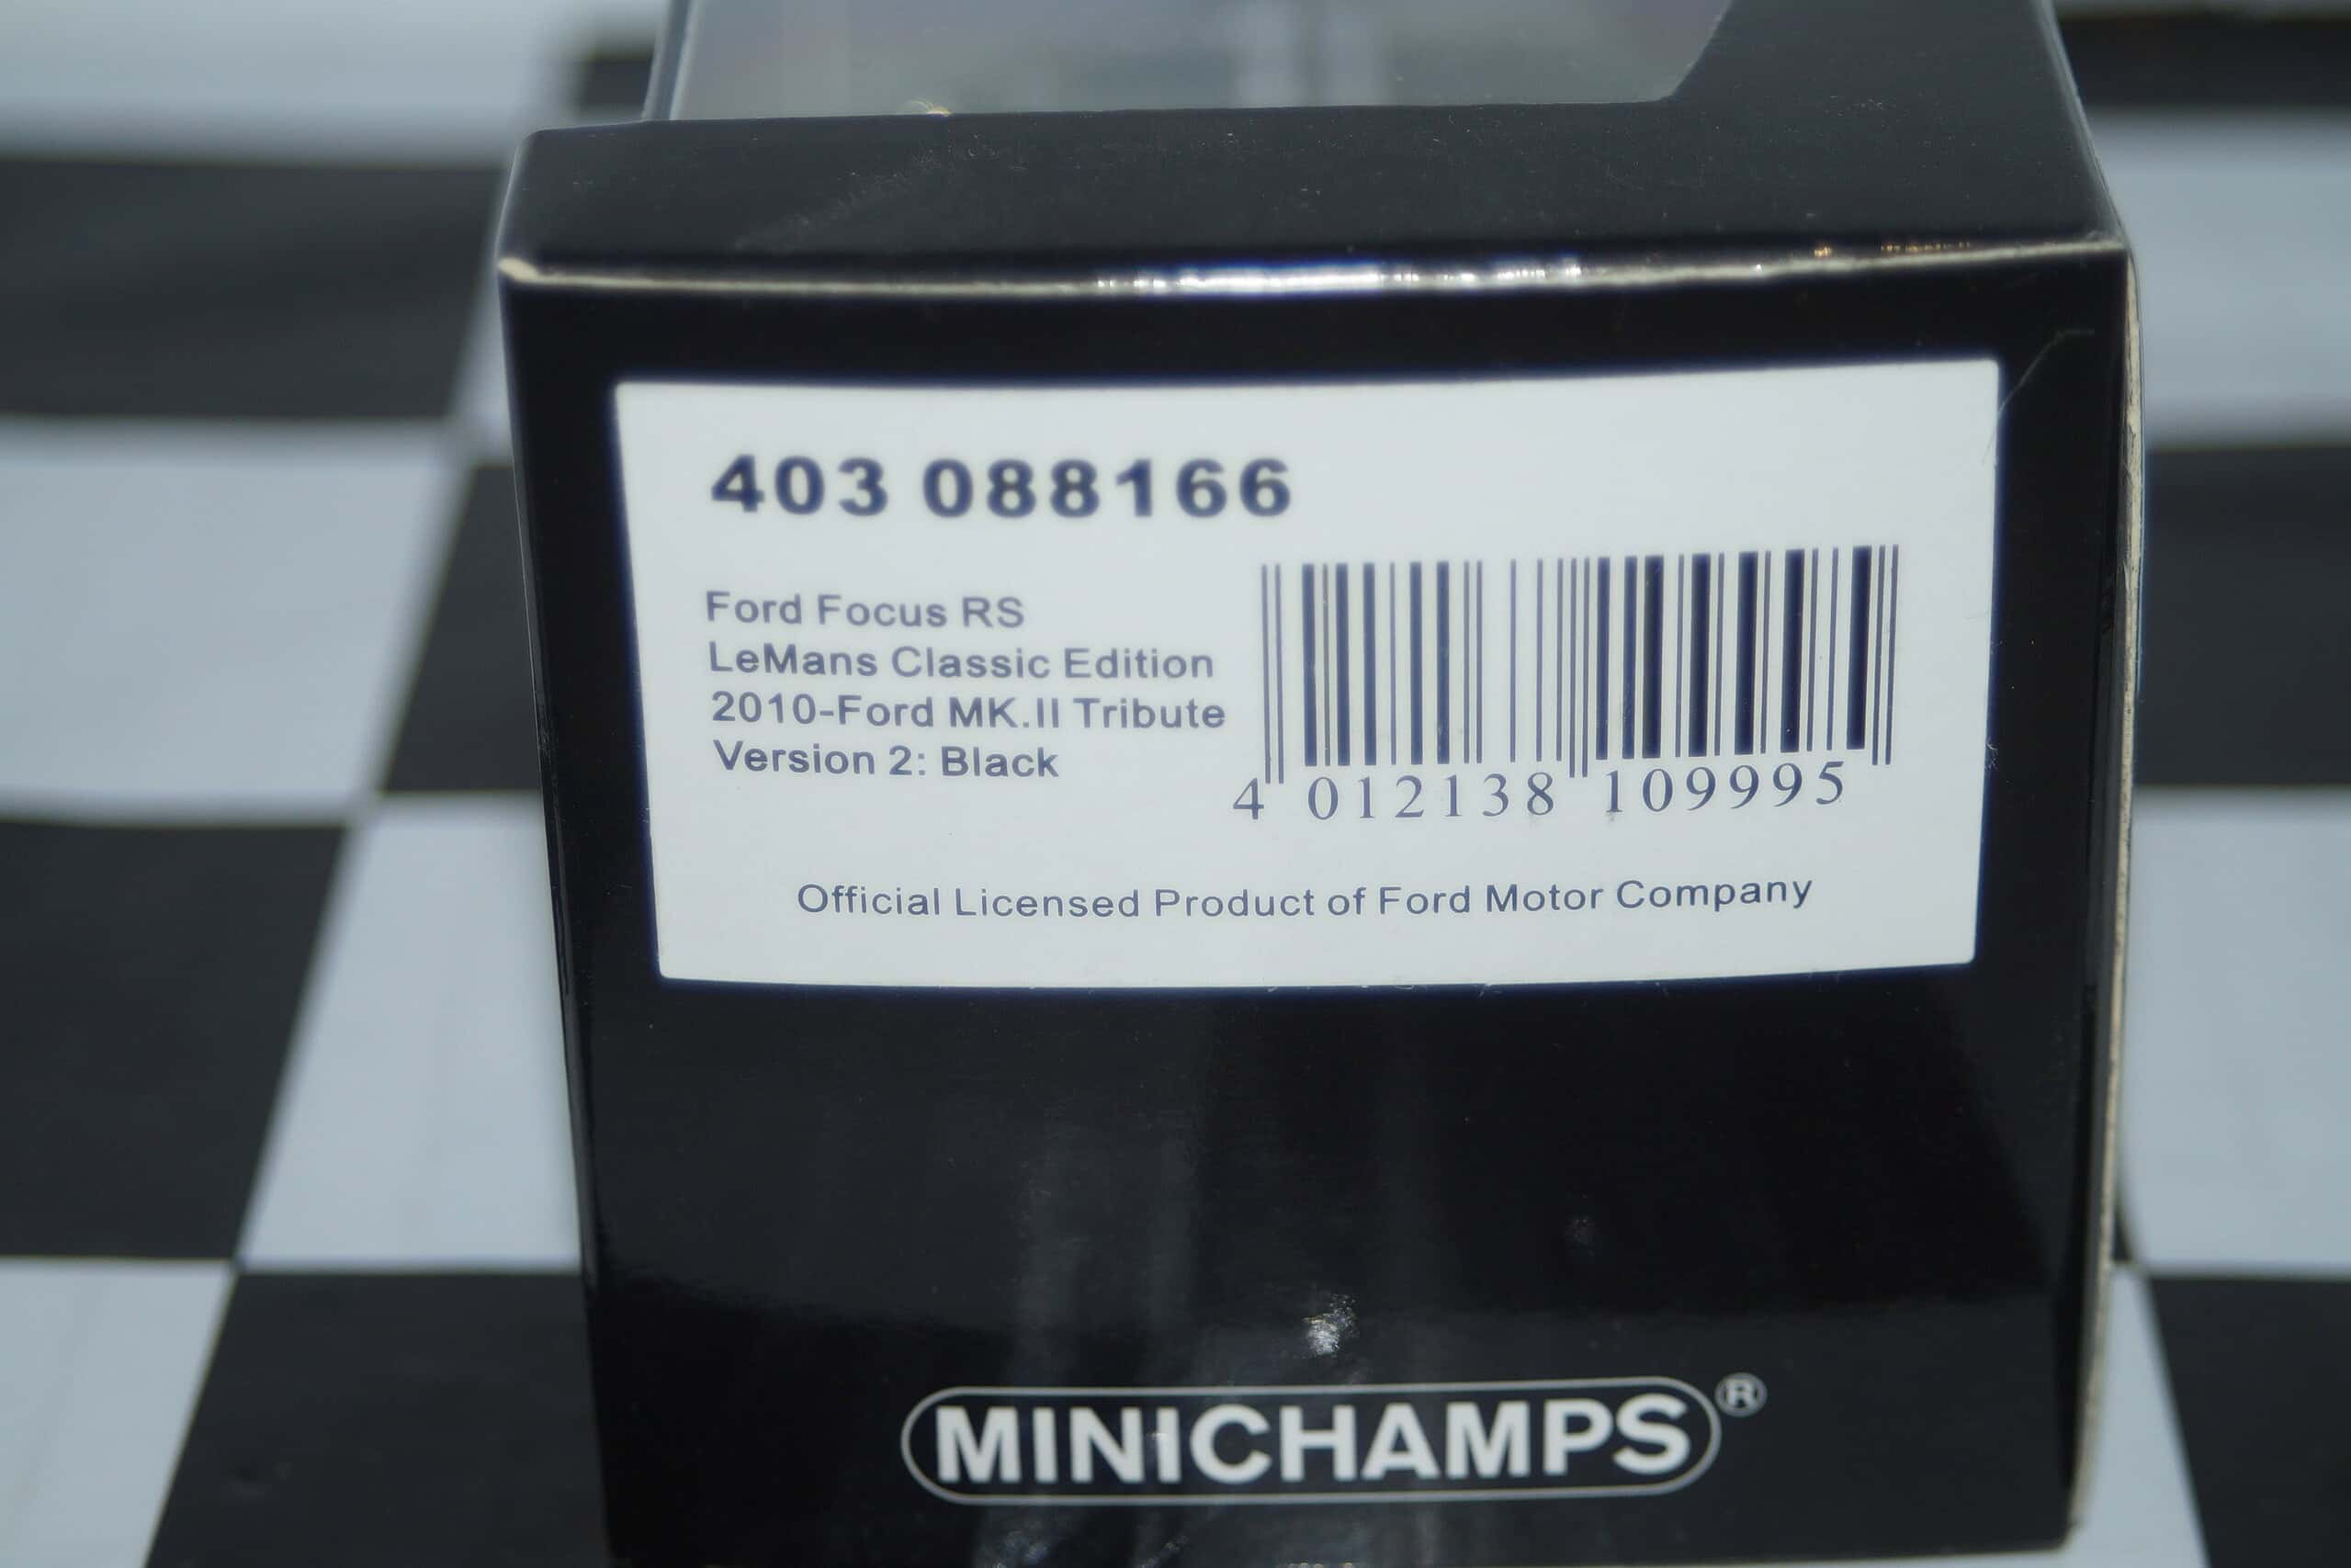 403 088166
Ford Focus RS
LeMans Classic Edition
2010-Ford MK.II Tribute
Version 2: Black
4 012138 109995
Official Licensed Product of Ford Motor Company
MINICHAMPS®